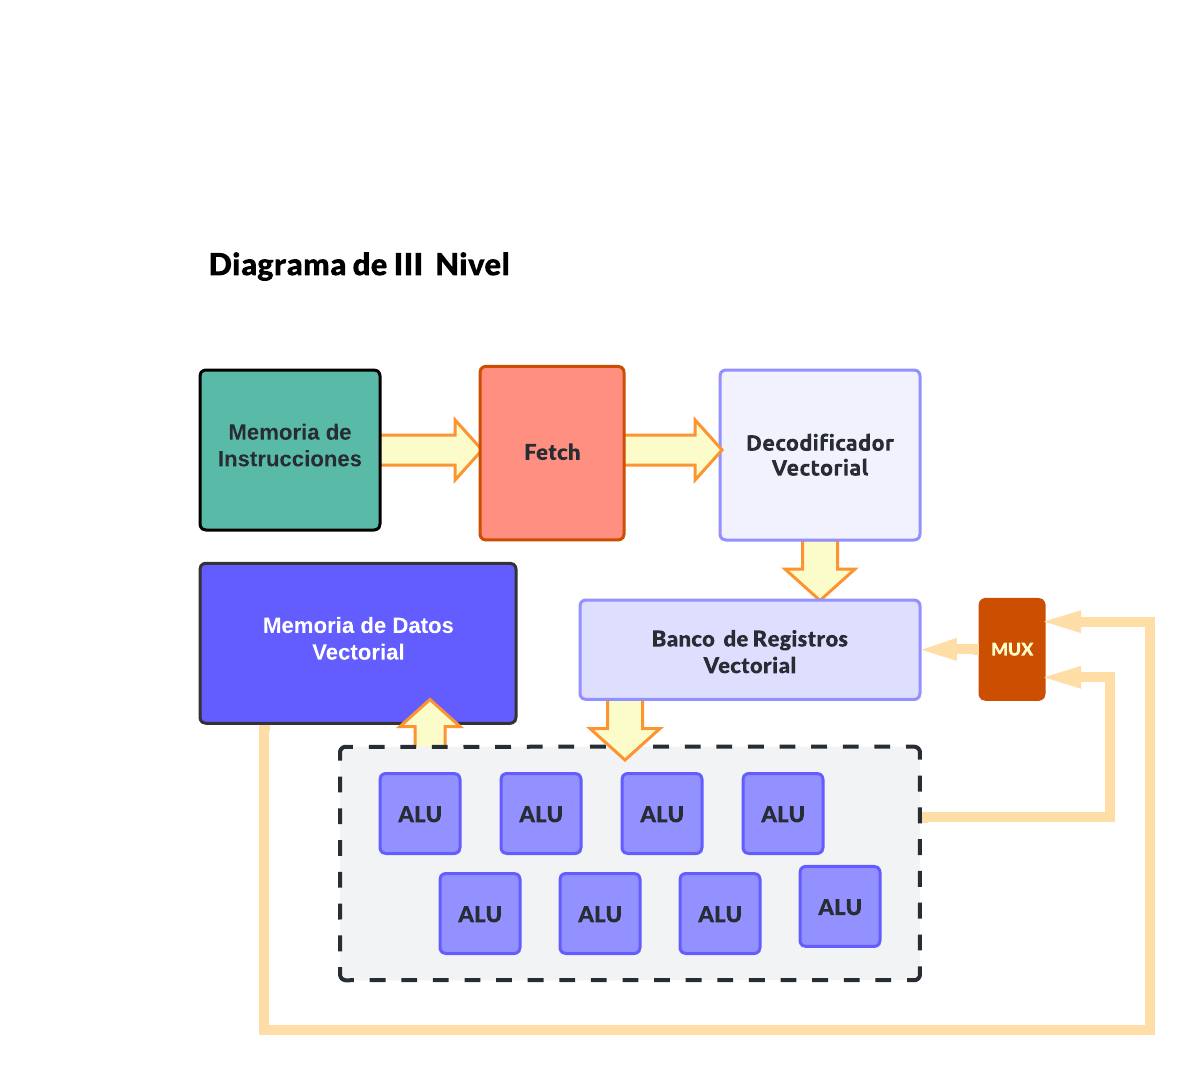 Diagrama de III Nivel
Memoria de
Instrucciones
Fetch
Decodificador
Vectorial
Memoria de Datos
Vectorial
Banco de Registros
Vectorial
MUX
ALU ALU ALU ALU
ALU ALU ALU ALU